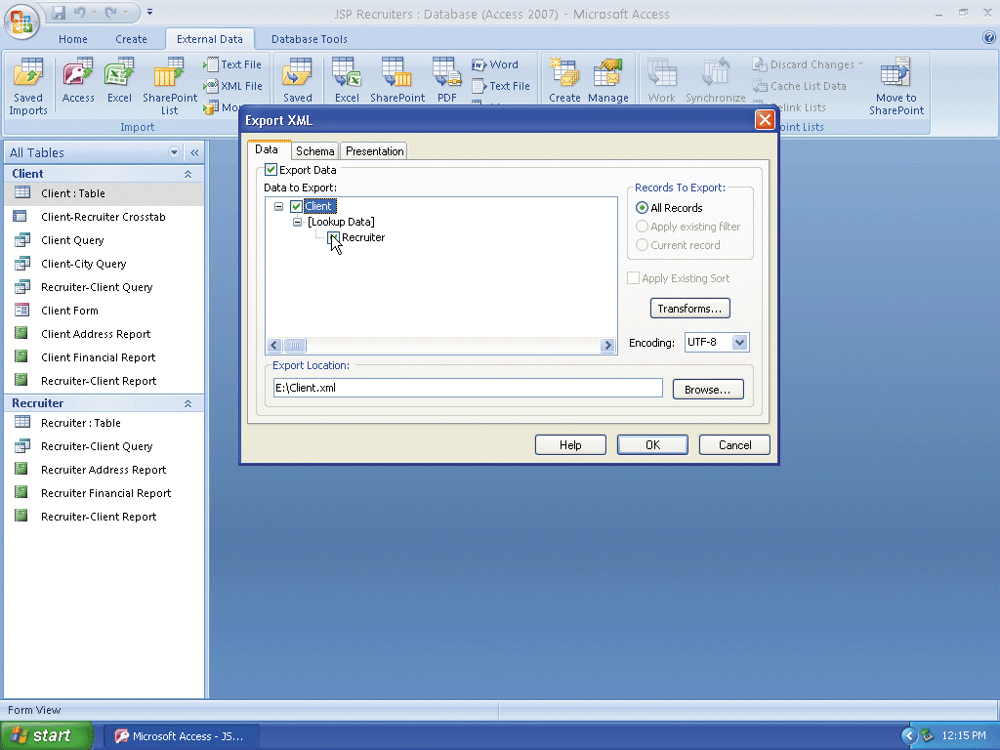 JSP Recruiters : Database (Access 2007) - Microsoft Access
Home Create External Data Database Tools
Saved Imports
Access
Excel
SharePoint List
Text File
XML File
Import
Saved
Excel
SharePoint
PDF
Word
Text File
Create
Manage
Work
Synchronize
Discard Changes
Cache List Data
Move to SharePoint
All Tables
Client
Client : Table
Client-Recruiter Crosstab
Client Query
Client-City Query
Recruiter-Client Query
Client Form
Client Address Report
Client Financial Report
Recruiter-Client Report
Recruiter
Recruiter : Table
Recruiter-Client Query
Recruiter Address Report
Recruiter Financial Report
Recruiter-Client Report
Export XML
Data Schema Presentation
Export Data
Data to Export:
Client
[Lookup Data]
Recruiter
Records To Export:
All Records
Apply existing filter
Current record
Apply Existing Sort
Transforms...
Encoding: UTF-8
Export Location:
E:\Client.xml
Browse...
Help OK Cancel
Form View
start
Microsoft Access - JS...
12:15 PM